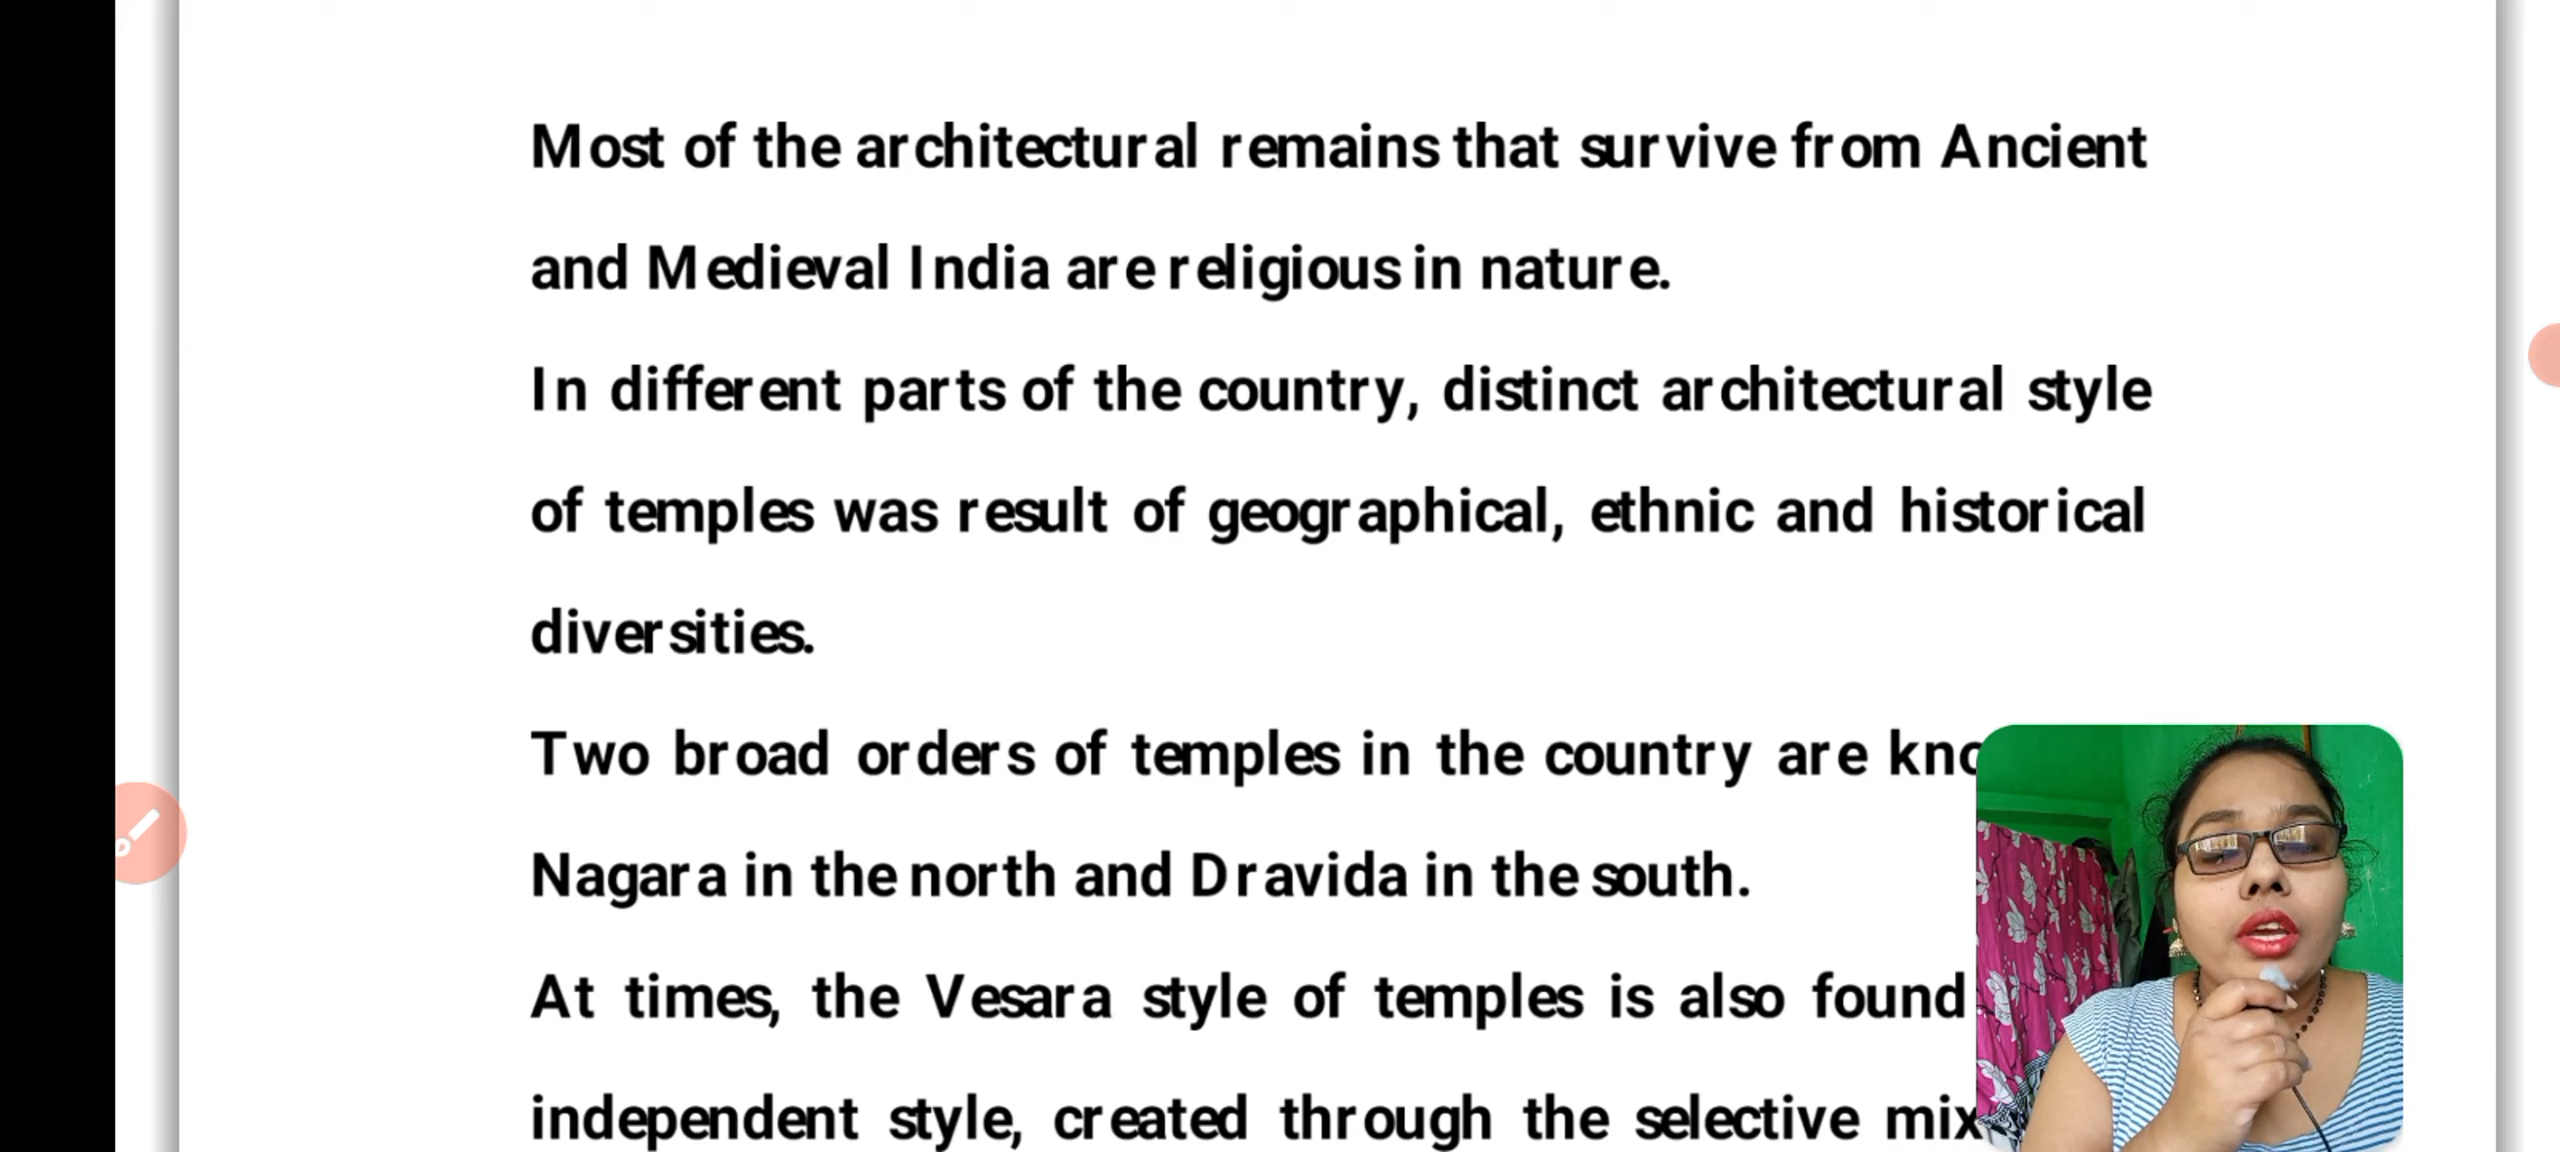 Most of the architectural remains that survive from Ancient
and Medieval India are religious in nature.
In different parts of the country, distinct architectural style
of temples was result of geographical, ethnic and historical
diversities.
Two broad orders of temples in the country are
Nagara in the north and Dravida in the south.
At times, the Vesara style of temples is also found
independent style, created through the selective